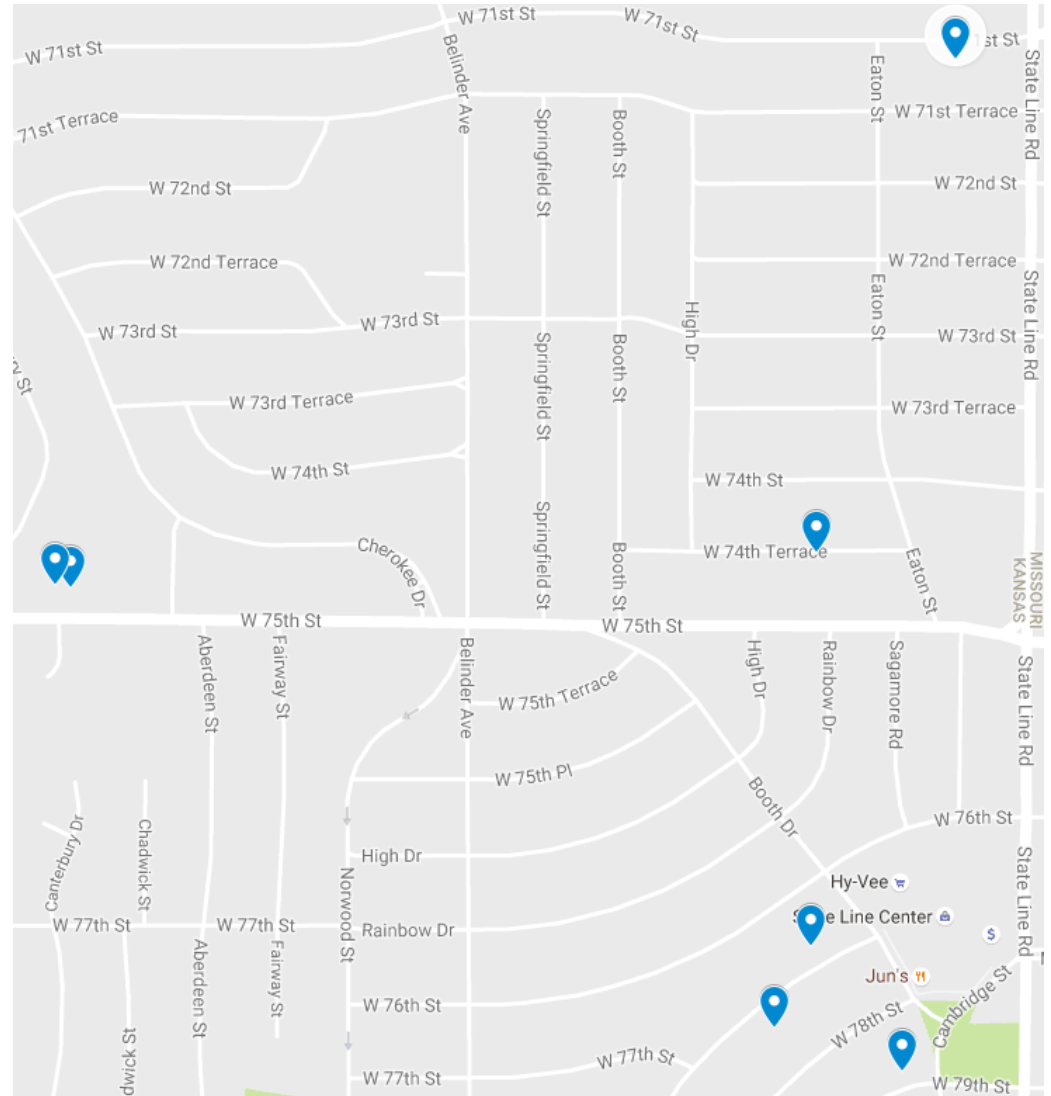 W 71st St
W 71st St
W 71st St
1st St
Belinder Ave
Eaton St
State Line Rd
71st Terrace
Springfield St
Booth St
W 71st Terrace
W 72nd St
W 72nd St
W 72nd Terrace
W 72nd Terrace
Eaton St
State Line Rd
W 73rd St
W 73rd St
High Dr
W 73rd St
Springfield St
Booth St
ry St
W 73rd Terrace
W 73rd Terrace
W 74th St
W 74th St
Springfield St
Booth St
W 74th Terrace
Cherokee Dr
Eaton St
MISSOURI
KANSAS
W 75th St
W 75th St
Aberdeen St
Fairway St
Belinder Ave
High Dr
Rainbow Dr
Sagamore Rd
State Line Rd
W 75th Terrace
W 75th Pl
Booth Dr
W 76th St
Canterbury Dr
Chadwick St
High Dr
Norwood St
Hy-Vee
State Line Rd
W 77th St
W 77th St
Rainbow Dr
Line Center
$
Aberdeen St
Fairway St
Jun's
W 76th St
Cambridge St
dwick St
W 78th St
W 77th St
W 77th St
W 79th St